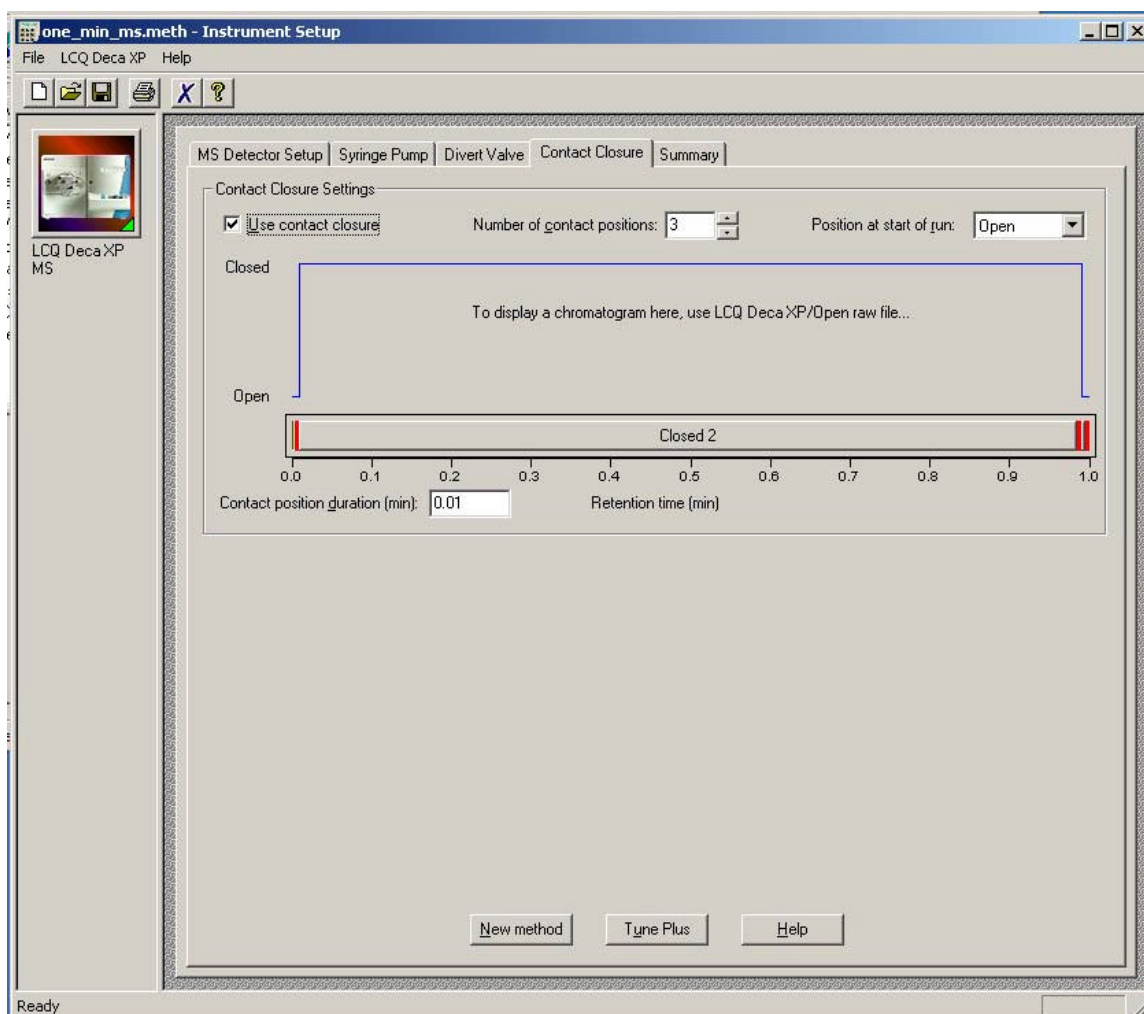 one_min_ms.meth - Instrument Setup
File LCQ Deca XP Help
LCQ Deca XP
MS
MS Detector Setup Syringe Pump Divert Valve Contact Closure Summary
Contact Closure Settings
Use contact closure Number of contact positions: 3 Position at start of run: Open
Closed
To display a chromatogram here, use LCQ Deca XP/Open raw file...
Open
Closed 2
0.0 0.1 0.2 0.3 0.4 0.5 0.6 0.7 0.8 0.9 1.0
Contact position duration (min): 0.01 Retention time (min)
New method Tune Plus Help
Ready